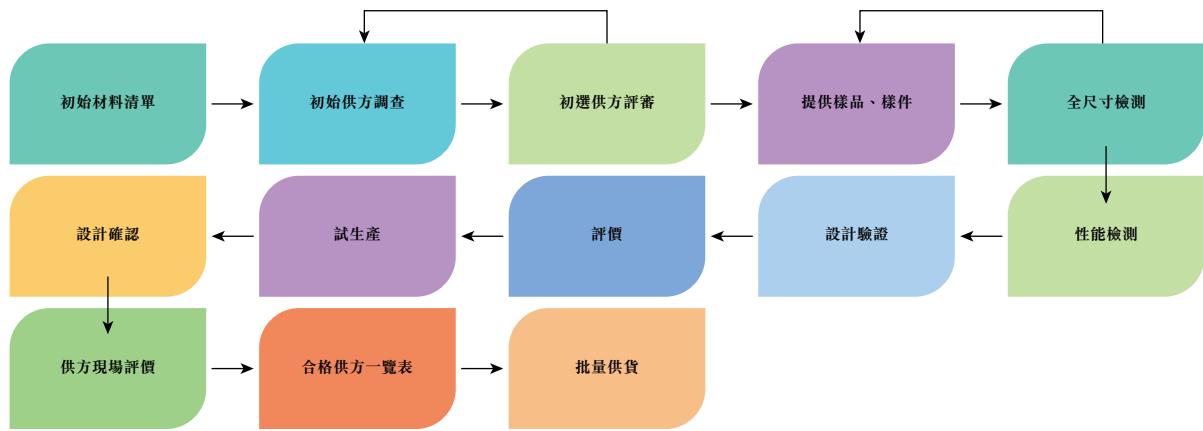 初始材料清單
初始供方調查
初選供方評審
提供樣品、樣件
全尺寸檢測
性能檢測
設計驗證
評價
試生產
設計確認
供方現場評價
合格供方一覽表
批量供貨